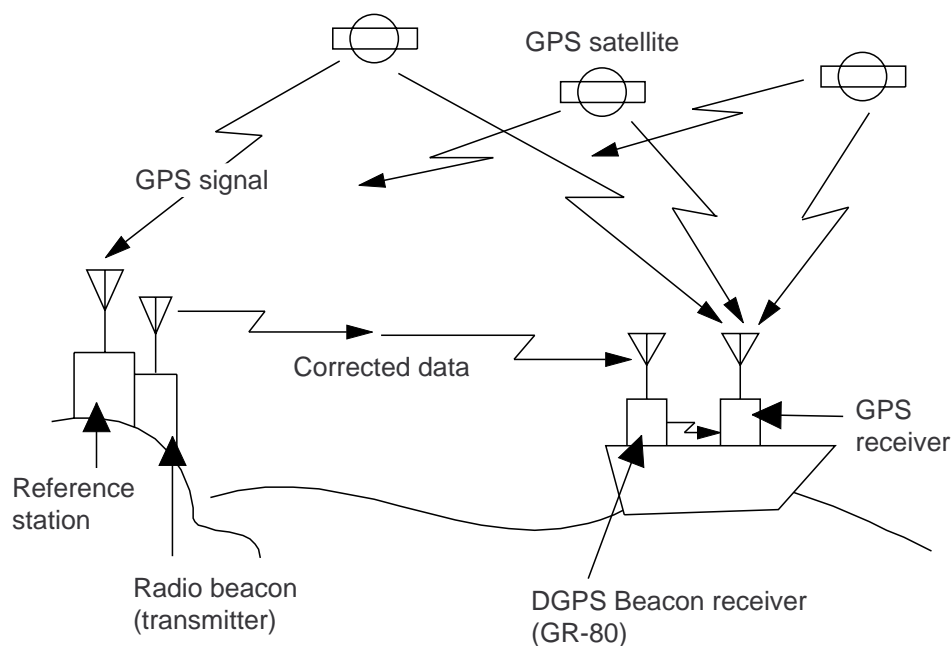 GPS satellite
GPS signal
Corrected data
GPS
receiver
Reference
station
Radio beacon
(transmitter)
DGPS Beacon receiver
(GR-80)